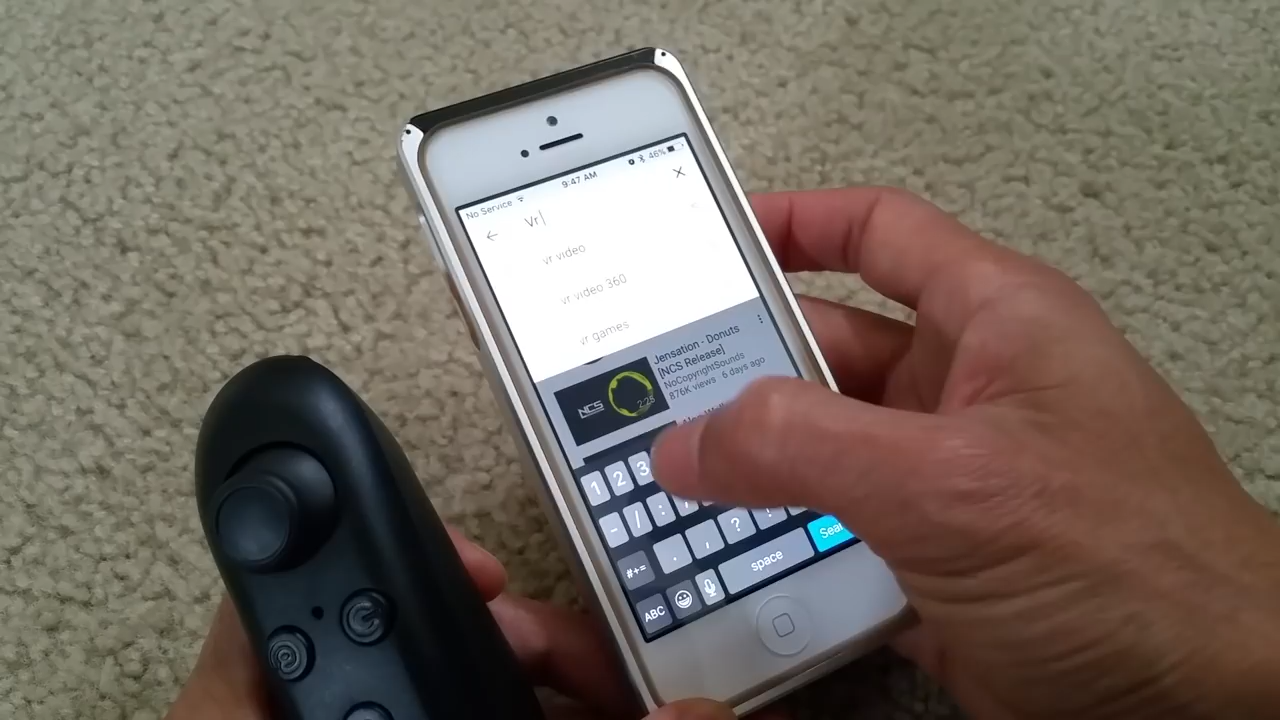 No Service 9:47 AM 46%
Vr
vr video
vr video 360
vr games
Jensation - Donuts
[NCS Release]
NoCopyrightSounds
876K views · 6 days ago
NCS
2:25
1 2 3
- / :
. , ? !
#+=
ABC space